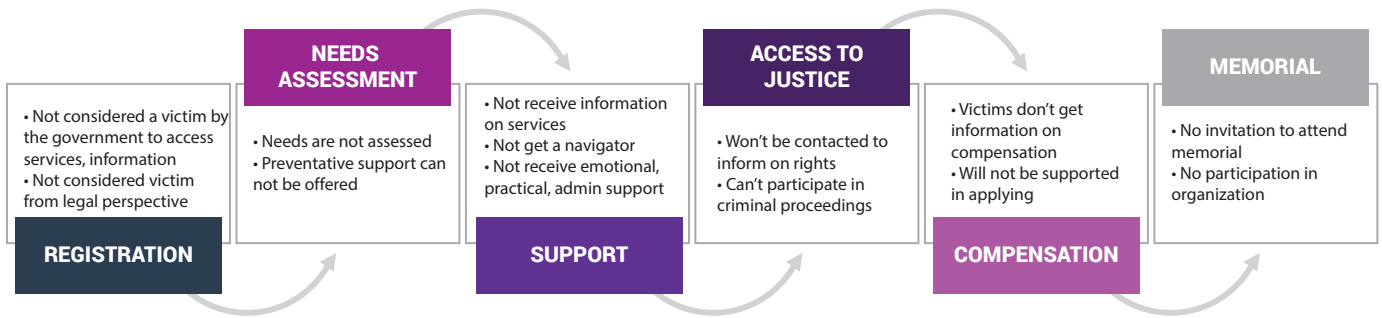 • Not considered a victim by
the government to access
services, information
• Not considered victim
from legal perspective
REGISTRATION
NEEDS
ASSESSMENT
• Needs are not assessed
• Preventative support can
not be offered
• Not receive information
on services
• Not get a navigator
• Not receive emotional,
practical, admin support
SUPPORT
ACCESS TO
JUSTICE
• Won’t be contacted to
inform on rights
• Can’t participate in
criminal proceedings
• Victims don’t get
information on
compensation
• Will not be supported
in applying
COMPENSATION
MEMORIAL
• No invitation to attend
memorial
• No participation in
organization